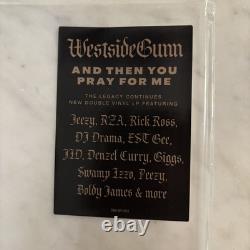 WestsideGunn
AND THEN YOU
PRAY FOR ME
THE LEGACY CONTINUES
NEW DOUBLE VINYL LP FEATURING
Jeezy, RZA, Rick Ross,
DJ Drama, EST Gee,
JID, Denzel Curry, Giggs,
Swamp Izzo, Peezy,
Boldy James & more
ebay